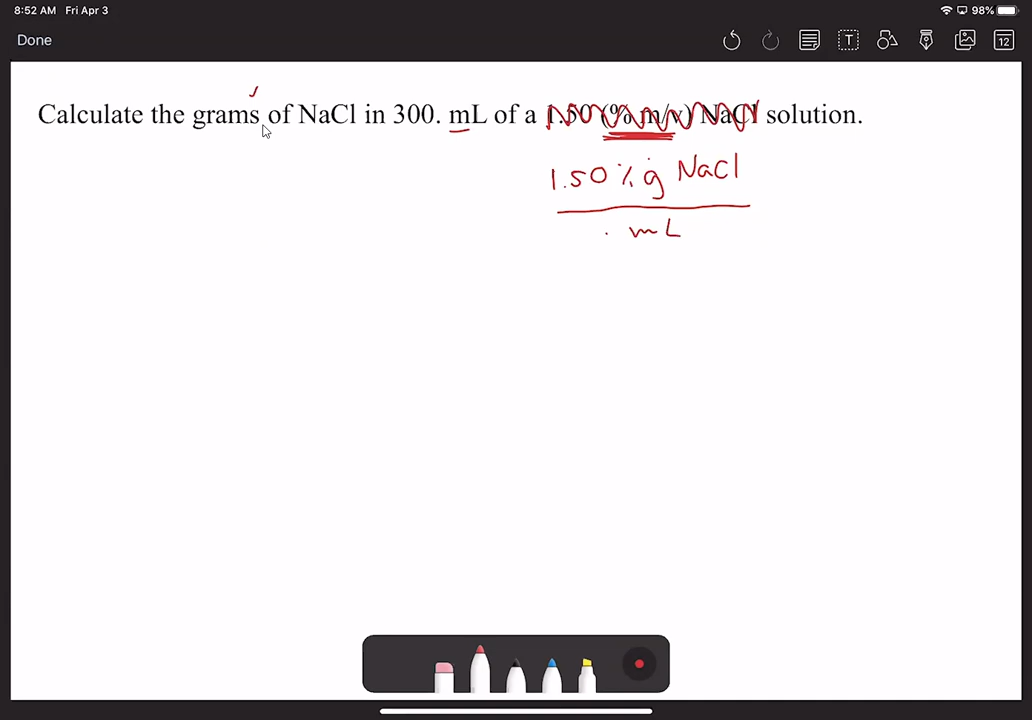 8:52 AM Fri Apr 3 98%
Done T 12
Calculate the grams of NaCl in 300. mL of a 1.50 (% m/v) NaCl solution.
1.50 % g NaCl
mL